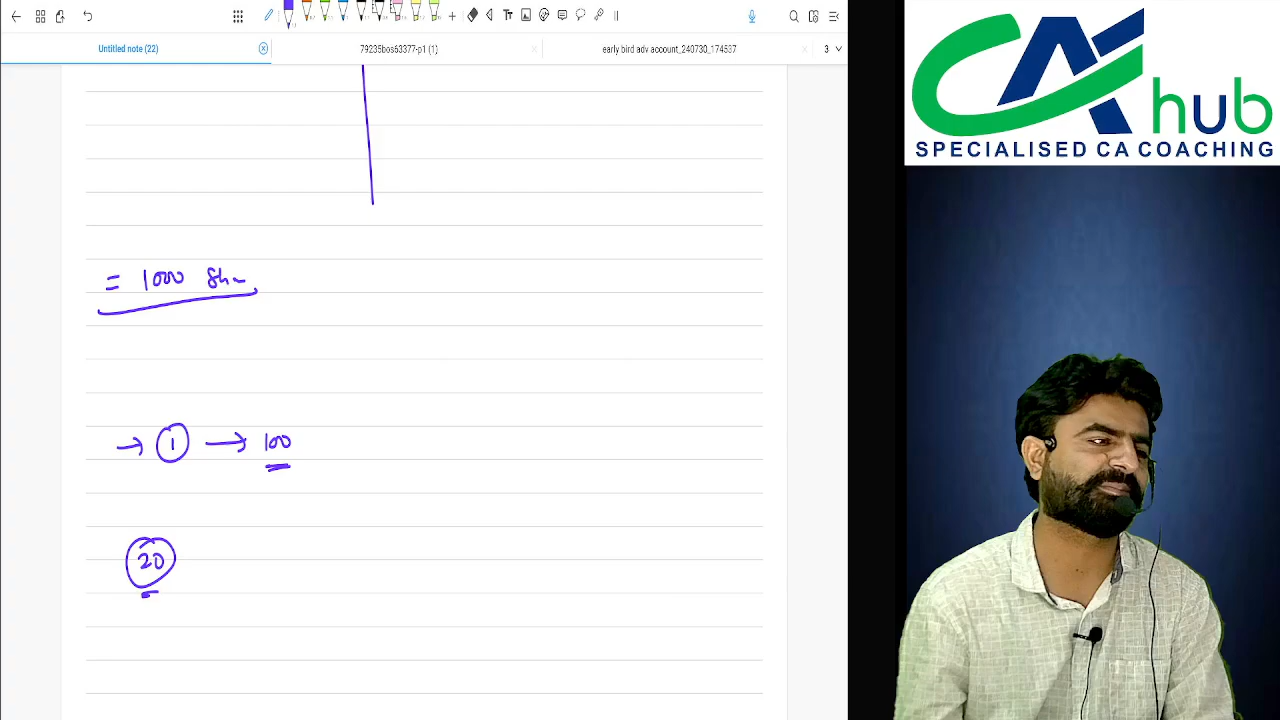 Untitled note (22)
79235bos63377-p1 (1)
early bird adv account_240730_174537
3
Tт
CA hub
SPECIALISED CA COACHING
= 1000 Sh
→ 1 → 100
20